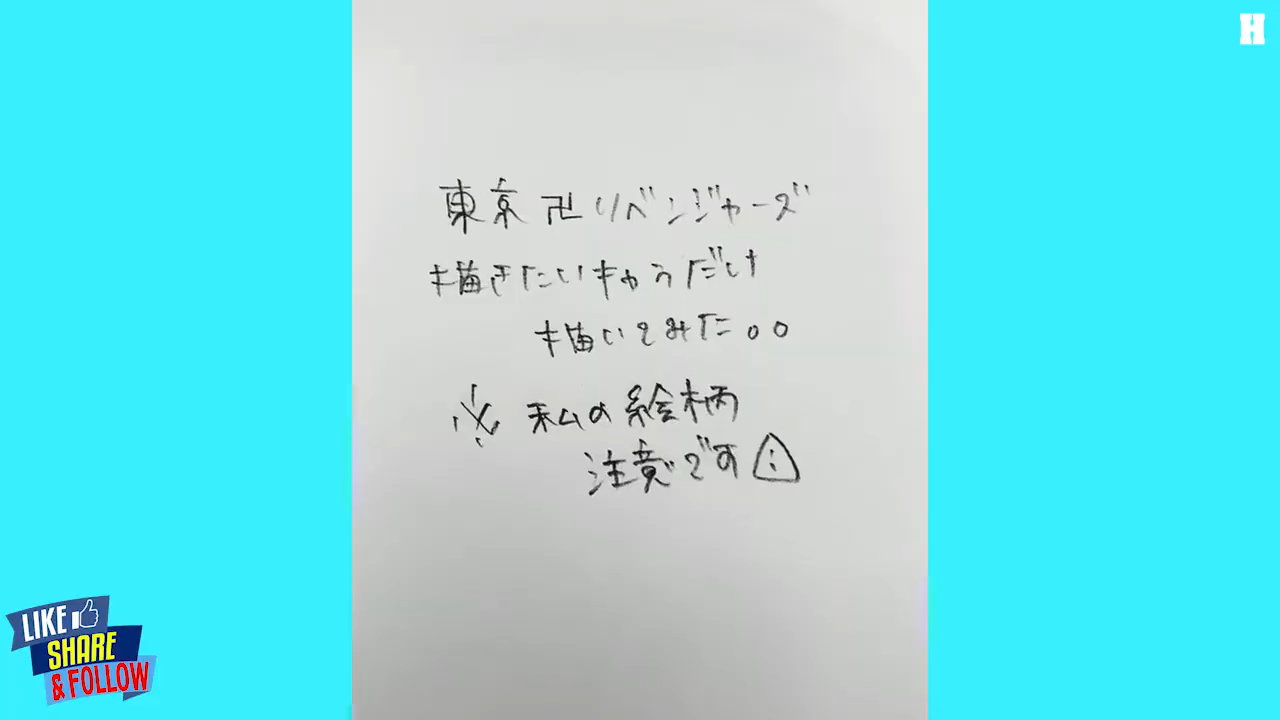 H
東京卍リベンジャーズ
描きたいキャラだけ
描いてみた。。
※ 私の絵柄
注意です⚠
LIKE
SHARE
& FOLLOW